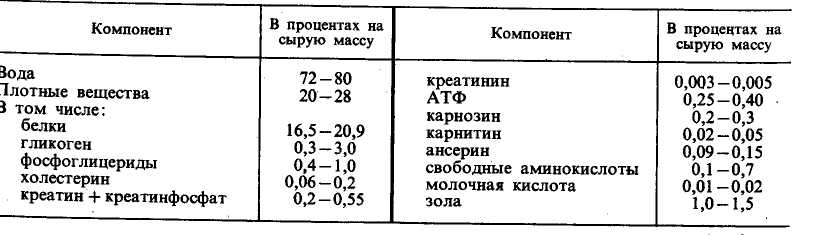 Компонент
В процентах на
сырую массу
Вода
72—80
Плотные вещества
20—28
В том числе:
белки
16,5—20,9
гликоген
0,3—3,0
фосфоглицериды
0,4—1,0
холестерин
0,06—0,2
креатин + креатинфосфат
0,2—0,55
Компонент
В процентах на
сырую массу
креатинин
0,003—0,005
АТФ
0,25—0,40
карнозин
0,2—0,3
карнитин
0,02—0,05
ансерин
0,09—0,15
свободные аминокислоты
0,1—0,7
молочная кислота
0,01—0,02
зола
1,0—1,5